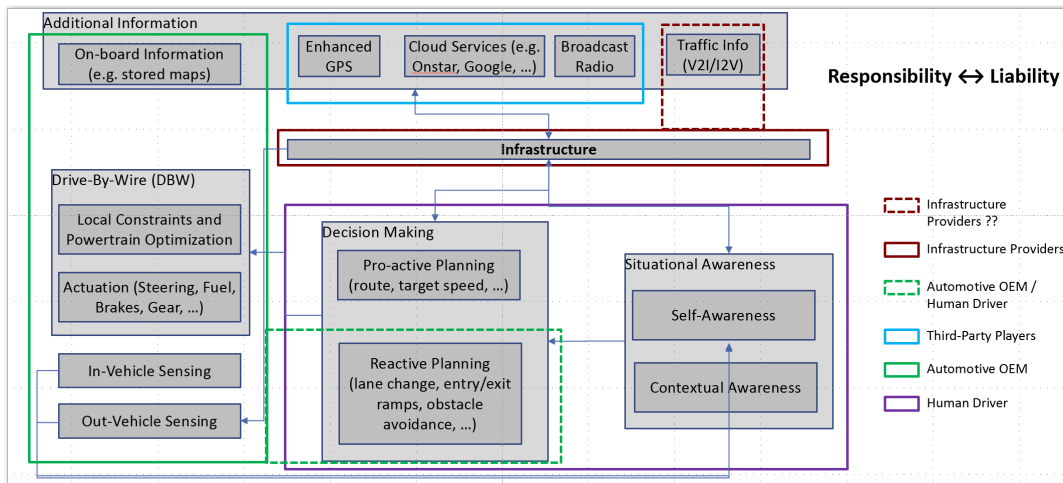 Additional Information
On-board Information
(e.g. stored maps)
Enhanced
GPS
Cloud Services (e.g.
Onstar, Google, ...)
Broadcast
Radio
Traffic Info
(V2I/I2V)
Responsibility ↔ Liability
Infrastructure
Drive-By-Wire (DBW)
Local Constraints and
Powertrain Optimization
Actuation (Steering, Fuel,
Brakes, Gear, ...)
In-Vehicle Sensing
Out-Vehicle Sensing
Decision Making
Pro-active Planning
(route, target speed, ...)
Reactive Planning
(lane change, entry/exit
ramps, obstacle
avoidance, ...)
Situational Awareness
Self-Awareness
Contextual Awareness
Infrastructure
Providers ??
Infrastructure Providers
Automotive OEM /
Human Driver
Third-Party Players
Automotive OEM
Human Driver